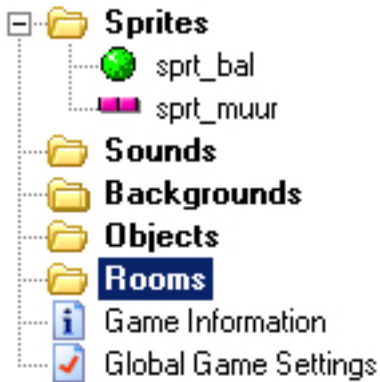 Sprites
sprt_bal
sprt_muur
Sounds
Backgrounds
Objects
Rooms
Game Information
Global Game Settings